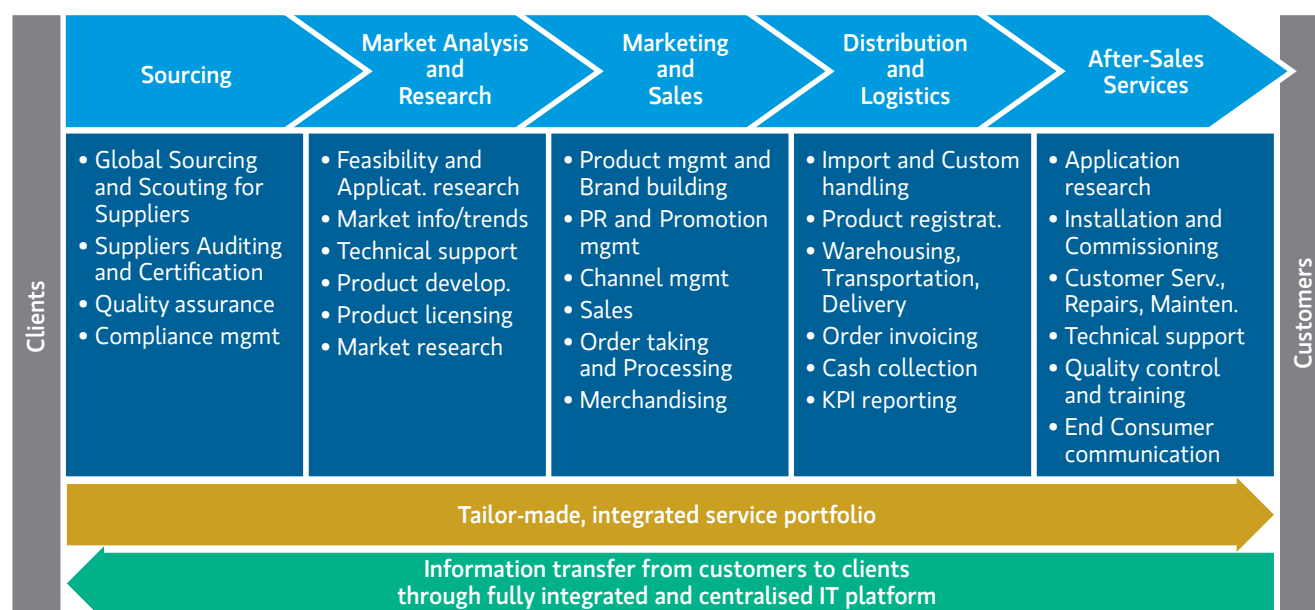 Clients
Sourcing
Market Analysis
and
Research
Marketing
and
Sales
Distribution
and
Logistics
After-Sales
Services
• Global Sourcing
and Scouting for
Suppliers
• Suppliers Auditing
and Certification
• Quality assurance
• Compliance mgmt
• Feasibility and
Applicat. research
• Market info/trends
• Technical support
• Product develop.
• Product licensing
• Market research
• Product mgmt and
Brand building
• PR and Promotion
mgmt
• Channel mgmt
• Sales
• Order taking
and Processing
• Merchandising
• Import and Custom
handling
• Product registrat.
• Warehousing,
Transportation,
Delivery
• Order invoicing
• Cash collection
• KPI reporting
• Application
research
• Installation and
Commissioning
• Customer Serv.,
Repairs, Mainten.
• Technical support
• Quality control
and training
• End Consumer
communication
Customers
Tailor-made, integrated service portfolio
Information transfer from customers to clients
through fully integrated and centralised IT platform